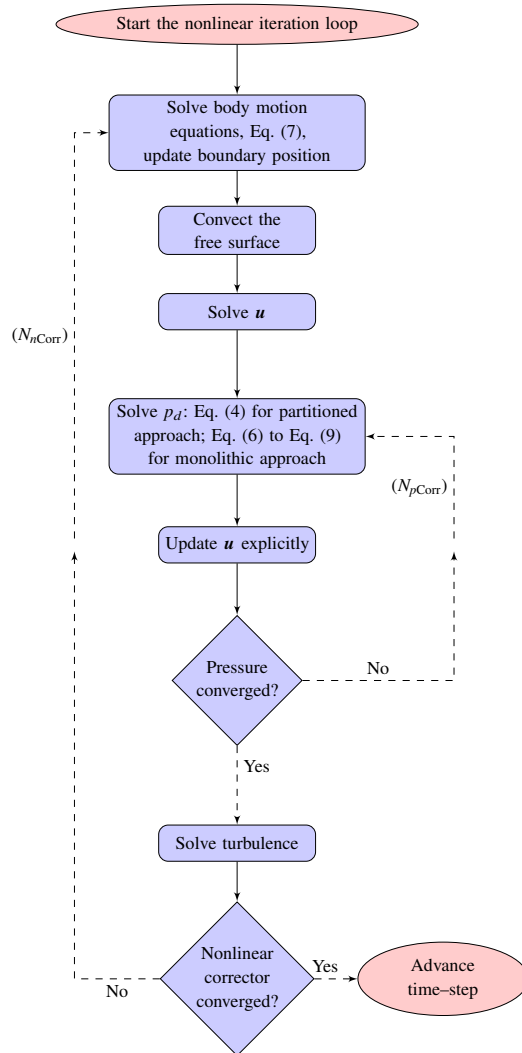 Start the nonlinear iteration loop
Solve body motion
equations, Eq. (7),
update boundary position
Convect the
free surface
Solve u
(NnCorr)
Solve pd: Eq. (4) for partitioned
approach; Eq. (6) to Eq. (9)
for monolithic approach
(NpCorr)
Update u explicitly
Pressure
converged?
No
Yes
Solve turbulence
Nonlinear
corrector
converged?
No
Yes
Advance
time–step